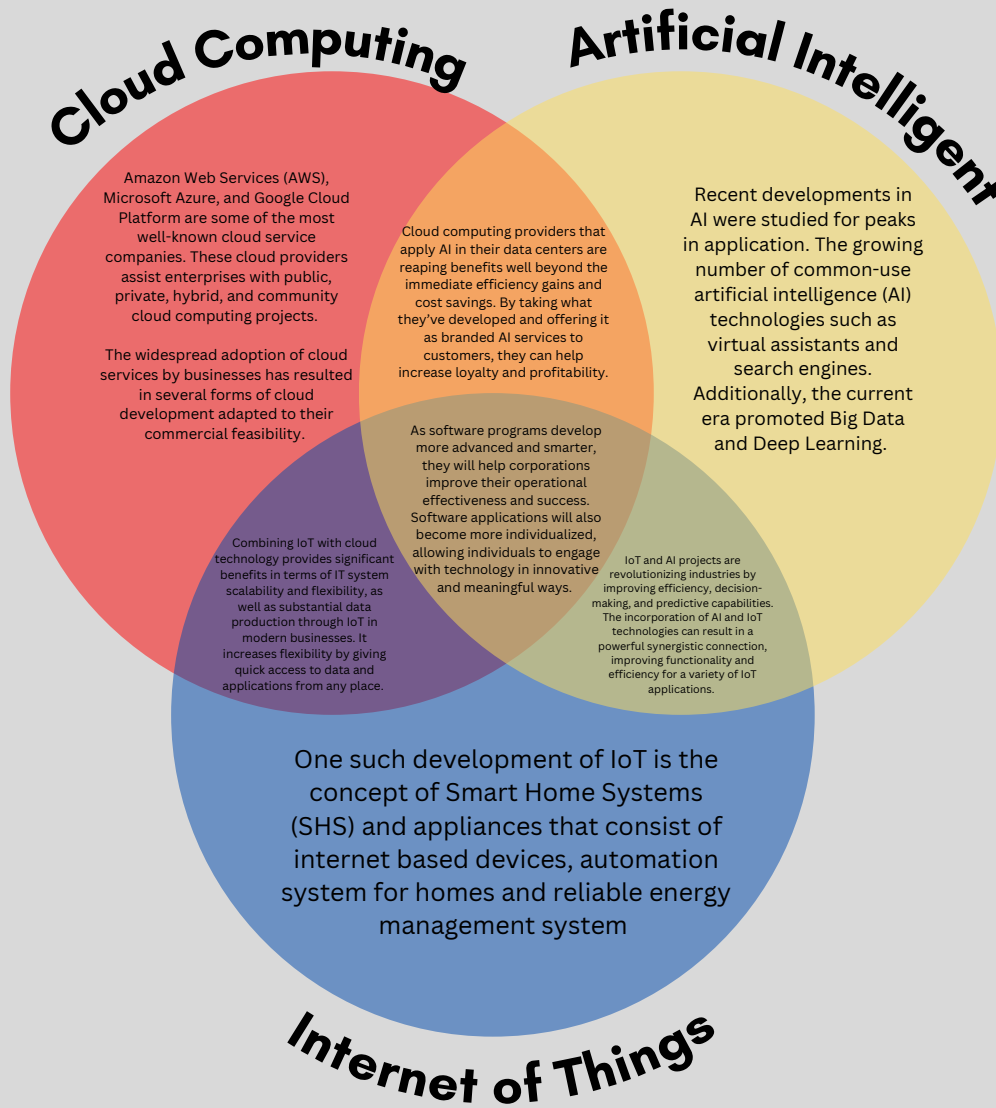 Cloud Computing
Artificial Intelligent
Amazon Web Services (AWS),
Microsoft Azure, and Google Cloud
Platform are some of the most
well-known cloud service
companies. These cloud providers
assist enterprises with public,
private, hybrid, and community
cloud computing projects.
The widespread adoption of cloud
services by businesses has resulted
in several forms of cloud
development adapted to their
commercial feasibility.
Cloud computing providers that
apply AI in their data centers are
reaping benefits well beyond the
immediate efficiency gains and
cost savings. By taking what
they've developed and offering it
as branded AI services to
customers, they can help
increase loyalty and profitability.
Recent developments in
AI were studied for peaks
in application. The growing
number of common-use
artificial intelligence (AI)
technologies such as
virtual assistants and
search engines.
Additionally, the current
era promoted Big Data
and Deep Learning.
As software programs develop
more advanced and smarter,
they will help corporations
improve their operational
effectiveness and success.
Software applications will also
become more individualized,
allowing individuals to engage
with technology in innovative
and meaningful ways.
Combining IoT with cloud
technology provides significant
benefits in terms of IT system
scalability and flexibility, as
well as substantial data
production through IoT in
modern businesses. It
increases flexibility by giving
quick access to data and
applications from any place.
IoT and AI projects are
revolutionizing industries by
improving efficiency, decision-
making, and predictive capabilities.
The incorporation of AI and IoT
technologies can result in a
powerful synergistic connection,
improving functionality and
efficiency for a variety of IoT
applications.
One such development of IoT is the
concept of Smart Home Systems
(SHS) and appliances that consist of
internet based devices, automation
system for homes and reliable energy
management system
Internet of Things